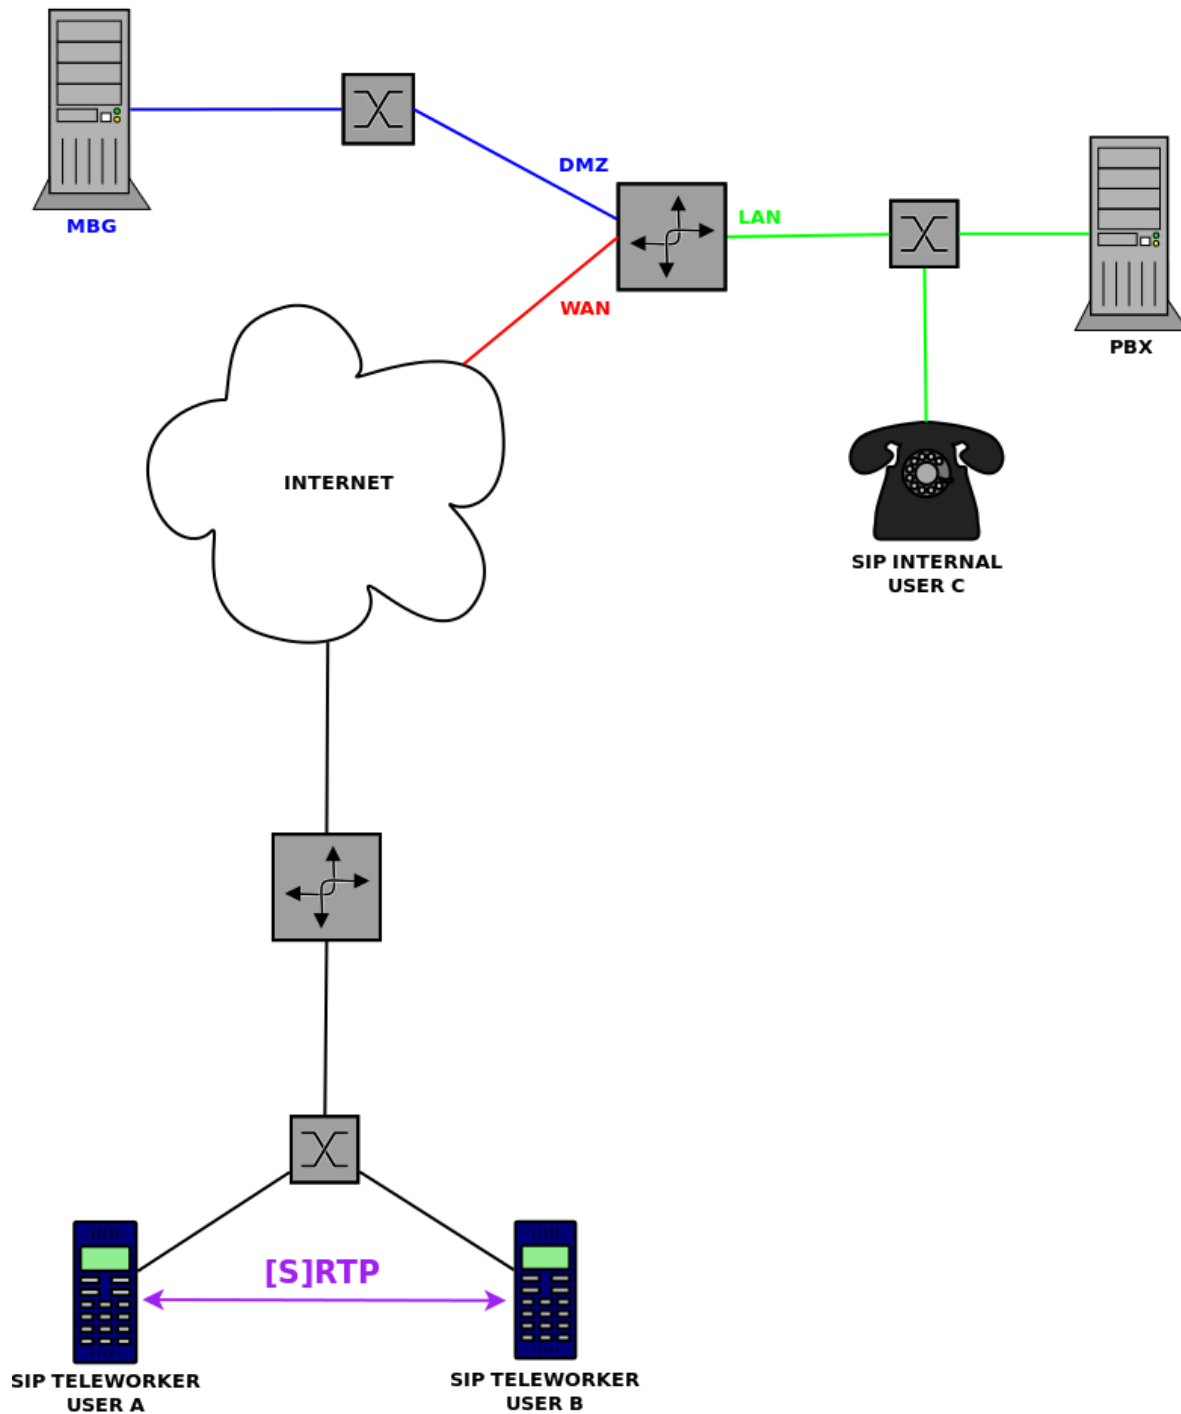 DMZ
LAN
MBG
WAN
PBX
INTERNET
SIP INTERNAL
USER C
[S]RTP
SIP TELEWORKER
USER A
SIP TELEWORKER
USER B